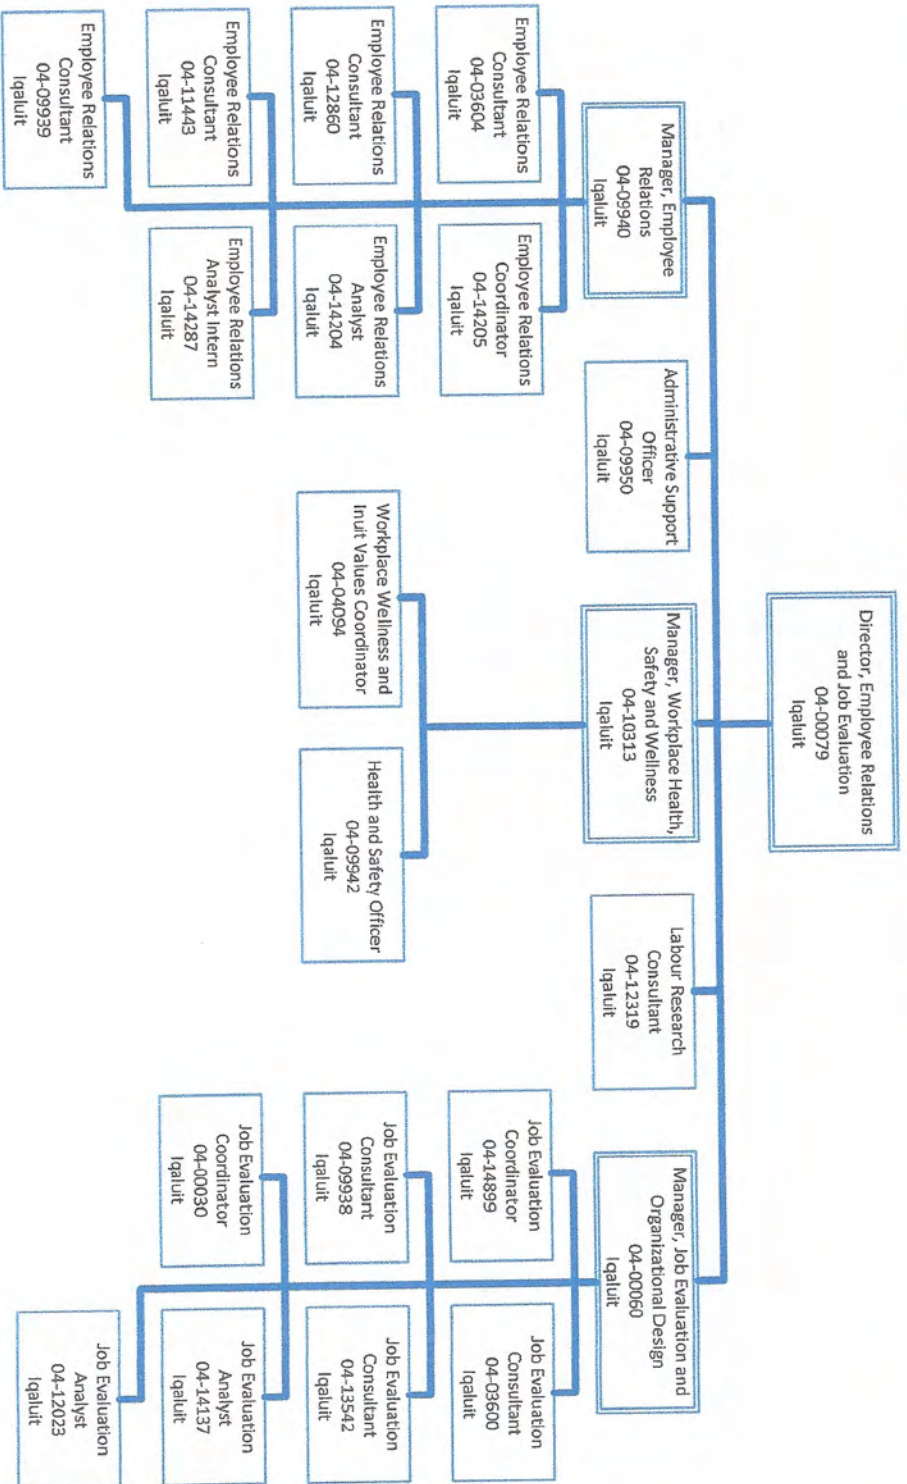 Director, Employee Relations
and Job Evaluation
04-00079
Iqaluit
Manager, Employee
Relations
04-09940
Iqaluit
Administrative Support
Officer
04-09950
Iqaluit
Manager, Workplace Health,
Safety and Wellness
04-10313
Iqaluit
Labour Research
Consultant
04-12319
Iqaluit
Manager, Job Evaluation and
Organizational Design
04-00060
Iqaluit
Employee Relations
Consultant
04-03604
Iqaluit
Employee Relations
Coordinator
04-14205
Iqaluit
Employee Relations
Consultant
04-12860
Iqaluit
Employee Relations
Analyst
04-14204
Iqaluit
Employee Relations
Consultant
04-11443
Iqaluit
Employee Relations
Analyst Intern
04-14287
Iqaluit
Employee Relations
Consultant
04-09939
Iqaluit
Workplace Wellness and
Inuit Values Coordinator
04-04094
Iqaluit
Health and Safety Officer
04-09942
Iqaluit
Job Evaluation
Coordinator
04-14899
Iqaluit
Job Evaluation
Consultant
04-03600
Iqaluit
Job Evaluation
Consultant
04-09938
Iqaluit
Job Evaluation
Consultant
04-13542
Iqaluit
Job Evaluation
Coordinator
04-00030
Iqaluit
Job Evaluation
Analyst
04-14137
Iqaluit
Job Evaluation
Analyst
04-12023
Iqaluit